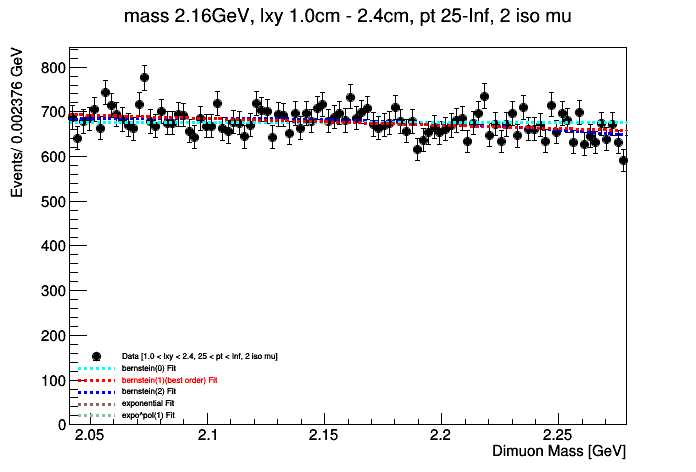 mass 2.16GeV, lxy 1.0cm - 2.4cm, pt 25-Inf, 2 iso mu
Events/ 0.002376 GeV
800
700
600
500
400
300
200
100
0
Data [1.0 < lxy < 2.4, 25 < pt < Inf, 2 iso mu]
bernstein(0) Fit
bernstein(1)(best order) Fit
bernstein(2) Fit
exponential Fit
expo*pol(1) Fit
2.05 2.1 2.15 2.2 2.25
Dimuon Mass [GeV]